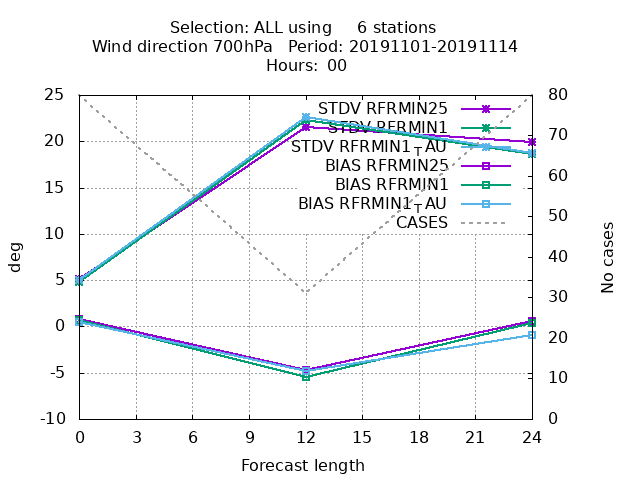 Selection: ALL using     6 stations
Wind direction 700hPa   Period: 20191101-20191114
Hours: 00
25
20
15
10
5
0
-5
-10
deg
STDV RFRMIN25
STDV RFRMIN1
STDV RFRMIN1_AU
BIAS RFRMIN25
BIAS RFRMIN1
BIAS RFRMIN1_AU
CASES
80
70
60
50
40
30
20
10
0
No cases
0 3 6 9 12 15 18 21 24
Forecast length